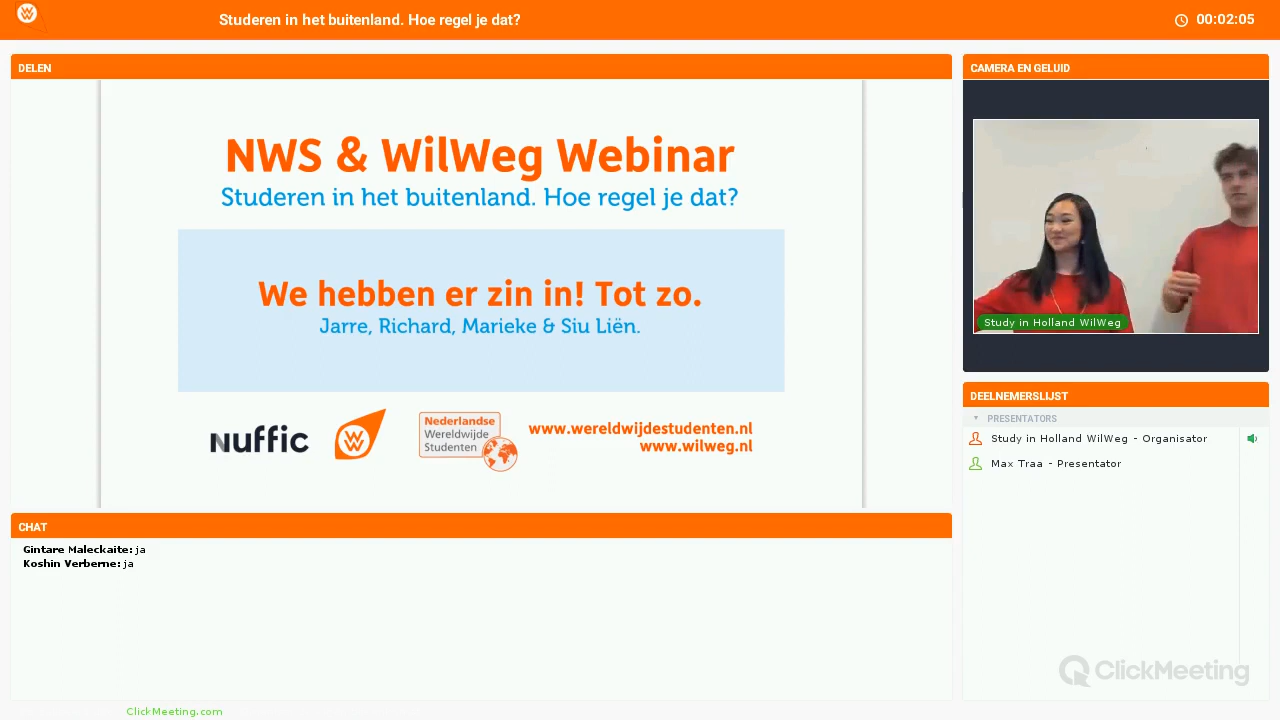 W
Studeren in het buitenland. Hoe regel je dat?
00:02:05
DELEN
NWS & WilWeg Webinar
Studeren in het buitenland. Hoe regel je dat?
We hebben er zin in! Tot zo.
Jarre, Richard, Marieke & Siu Liën.
nuffic
W
Nederlandse
Wereldwijde
Studenten
www.wereldwijdestudenten.nl
www.wilweg.nl
CHAT
Gintare Maleckaite: ja
Koshin Verberne: ja
ClickMeeting.com
CAMERA EN GELUID
Study in Holland WilWeg
DEELNEMERSLIJST
PRESENTATORS
Study in Holland WilWeg - Organisator
Max Traa - Presentator
ClickMeeting